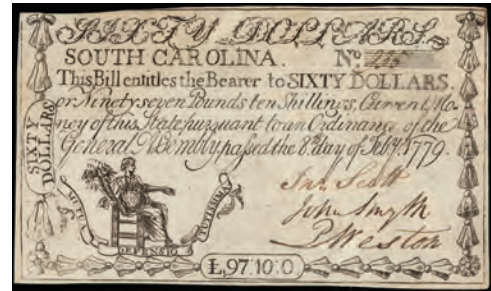 SIXTY DOLLARS.
SOUTH CAROLINA. No
This Bill entitles the Bearer to SIXTY DOLLARS.
or Ninety seven Pounds ten Shillings, Current Mo-
ney of this State pursuant to an Ordinance of the
General Assembly passed the 8th day of Feby. 1779.
SIXTY
DOLLARS
Jno. Scott
John Smyth
P Weston
DEFENSIO
£,97:10:0